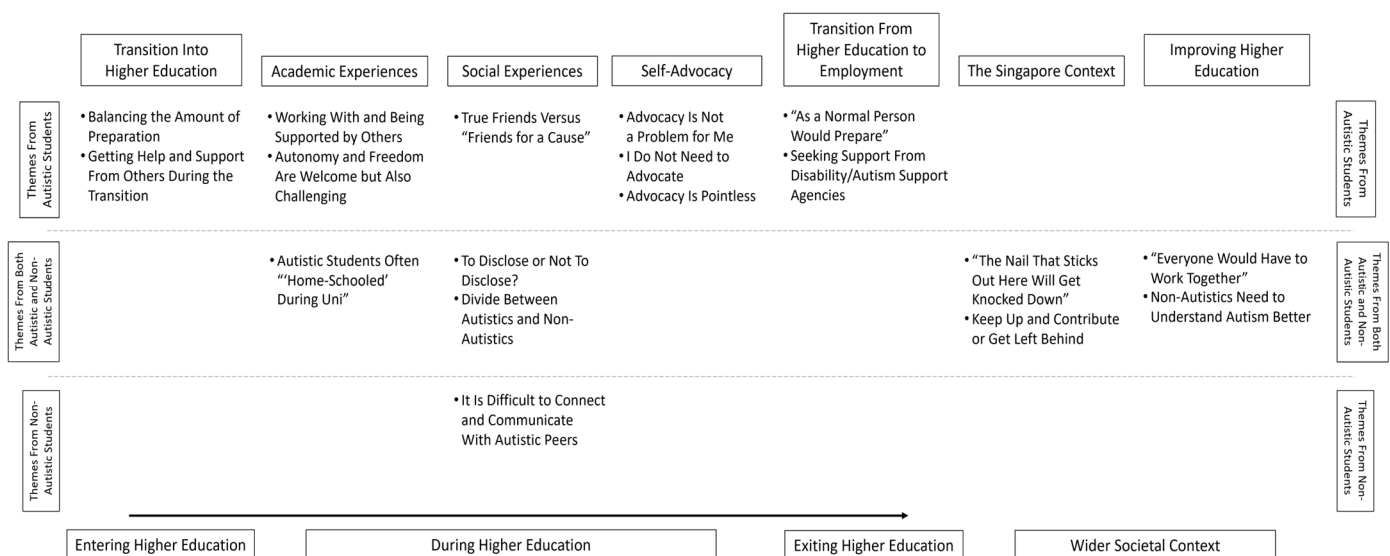 Transition Into
Higher Education
Academic Experiences
Social Experiences
Self-Advocacy
Transition From
Higher Education to
Employment
The Singapore Context
Improving Higher
Education
Themes From
Autistic Students
• Balancing the Amount of
Preparation
• Getting Help and Support
From Others During the
Transition
• Working With and Being
Supported by Others
• Autonomy and Freedom
Are Welcome but Also
Challenging
• True Friends Versus
“Friends for a Cause”
• Advocacy Is Not
a Problem for Me
• I Do Not Need to
Advocate
• Advocacy Is Pointless
• “As a Normal Person
Would Prepare”
• Seeking Support From
Disability/Autism Support
Agencies
Themes From
Autistic Students
Themes From Both
Autistic and Non-
Autistic Students
• Autistic Students Often
“‘Home-Schooled’
During Uni”
• To Disclose or Not To
Disclose?
• Divide Between
Autistics and Non-
Autistics
• “The Nail That Sticks
Out Here Will Get
Knocked Down”
• Keep Up and Contribute
or Get Left Behind
• “Everyone Would Have to
Work Together”
• Non-Autistics Need to
Understand Autism Better
Themes From Both
Autistic and Non-
Autistic Students
Themes From Non-
Autistic Students
• It Is Difficult to Connect
and Communicate
With Autistic Peers
Themes From Non-
Autistic Students
Entering Higher Education
During Higher Education
Exiting Higher Education
Wider Societal Context